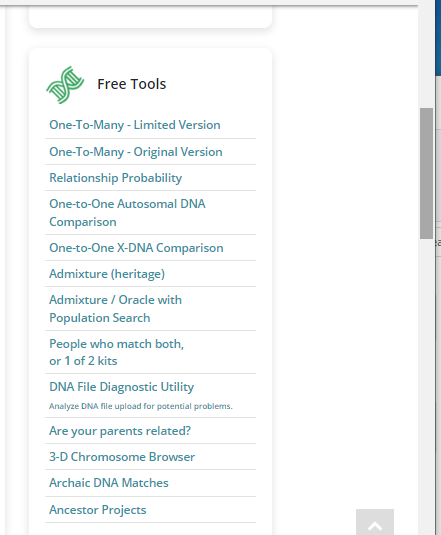 Free Tools
One-To-Many - Limited Version
One-To-Many - Original Version
Relationship Probability
One-to-One Autosomal DNA
Comparison
One-to-One X-DNA Comparison
Admixture (heritage)
Admixture / Oracle with
Population Search
People who match both,
or 1 of 2 kits
DNA File Diagnostic Utility
Analyze DNA file upload for potential problems.
Are your parents related?
3-D Chromosome Browser
Archaic DNA Matches
Ancestor Projects